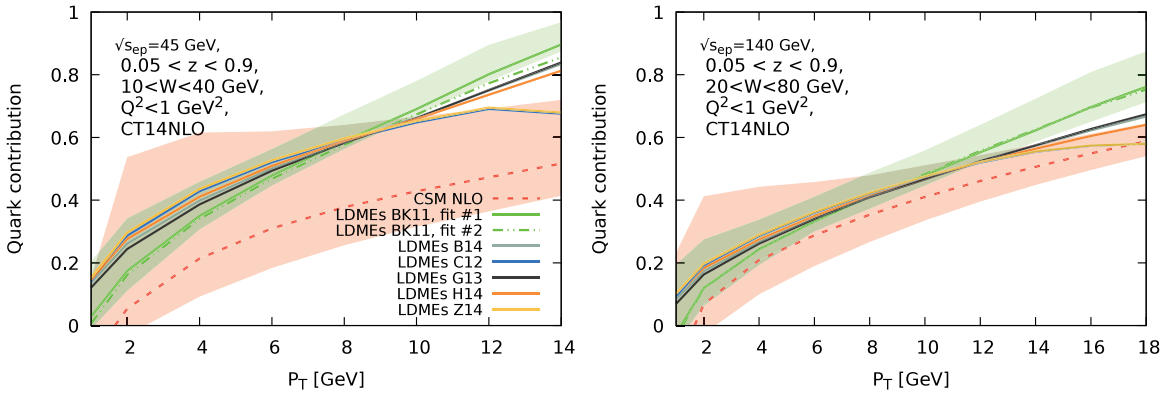 1
0.8
0.6
0.4
0.2
0
Quark contribution
√s_ep=45 GeV,
0.05 < z < 0.9,
10<W<40 GeV,
Q²<1 GeV²,
CT14NLO
CSM NLO
LDMEs BK11, fit #1
LDMEs BK11, fit #2
LDMEs B14
LDMEs C12
LDMEs G13
LDMEs H14
LDMEs Z14
2 4 6 8 10 12 14
P_T [GeV]
1
0.8
0.6
0.4
0.2
0
Quark contribution
√s_ep=140 GeV,
0.05 < z < 0.9,
20<W<80 GeV,
Q²<1 GeV²,
CT14NLO
2 4 6 8 10 12 14 16 18
P_T [GeV]